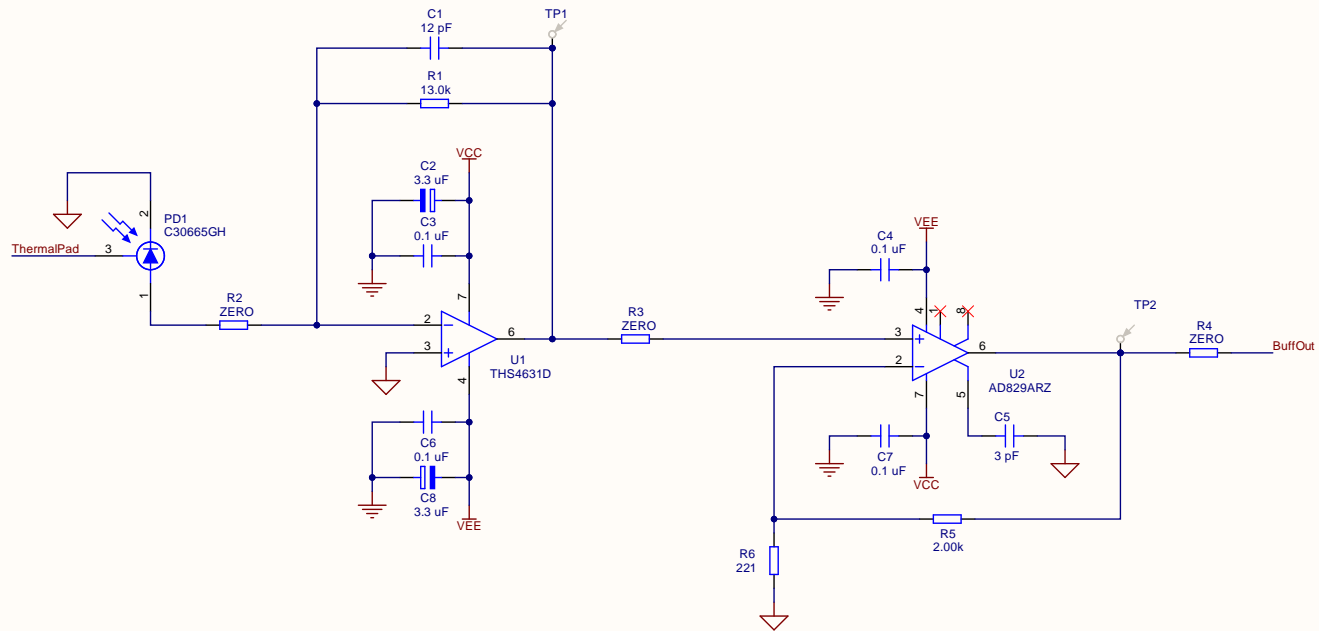 C1
12 pF
TP1
R1
13.0k
VCC
C2
3.3 uF
C3
0.1 uF
2
PD1
C30665GH
ThermalPad
3
1
R2
ZERO
7
2
3
6
4
U1
THS4631D
C6
0.1 uF
C8
3.3 uF
VEE
R3
ZERO
VEE
C4
0.1 uF
4
1
8
3
2
6
7
5
U2
AD829ARZ
TP2
R4
ZERO
BuffOut
C5
3 pF
C7
0.1 uF
VCC
R5
2.00k
R6
221